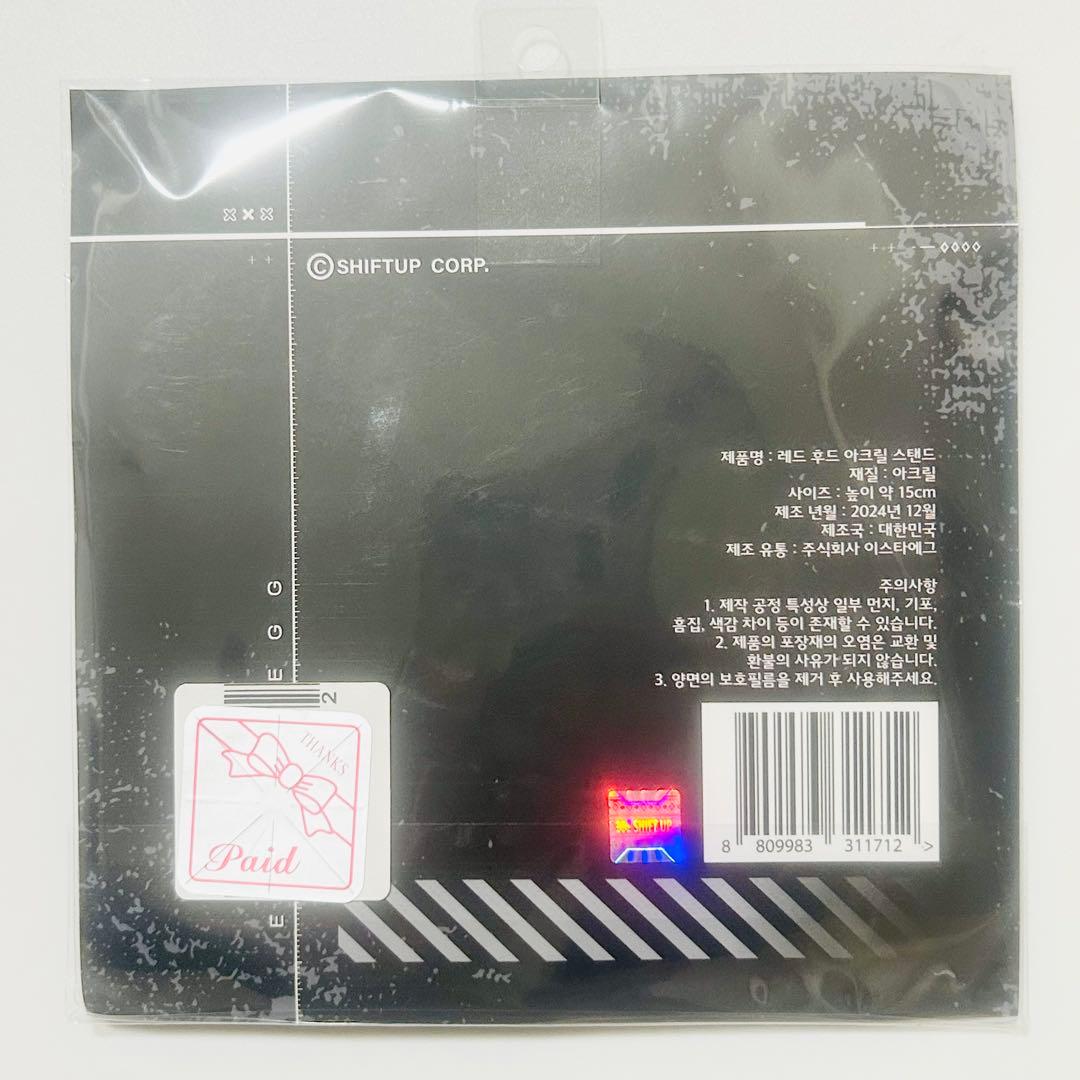 ©SHIFTUP CORP.
제품명 : 레드 후드 아크릴 스탠드
재질 : 아크릴
사이즈 : 높이 약 15cm
제조 년월 : 2024년 12월
제조국 : 대한민국
제조 유통 : 주식회사 이스타에그
주의사항
1. 제작 공정 특성상 일부 먼지, 기포,
흠집, 색감 차이 등이 존재할 수 있습니다.
2. 제품의 포장재의 오염은 교환 및
환불의 사유가 되지 않습니다.
3. 양면의 보호필름을 제거 후 사용해주세요.
E G G
E
2
THANKS
Paid
SHIFT UP
8 809983 311712 >